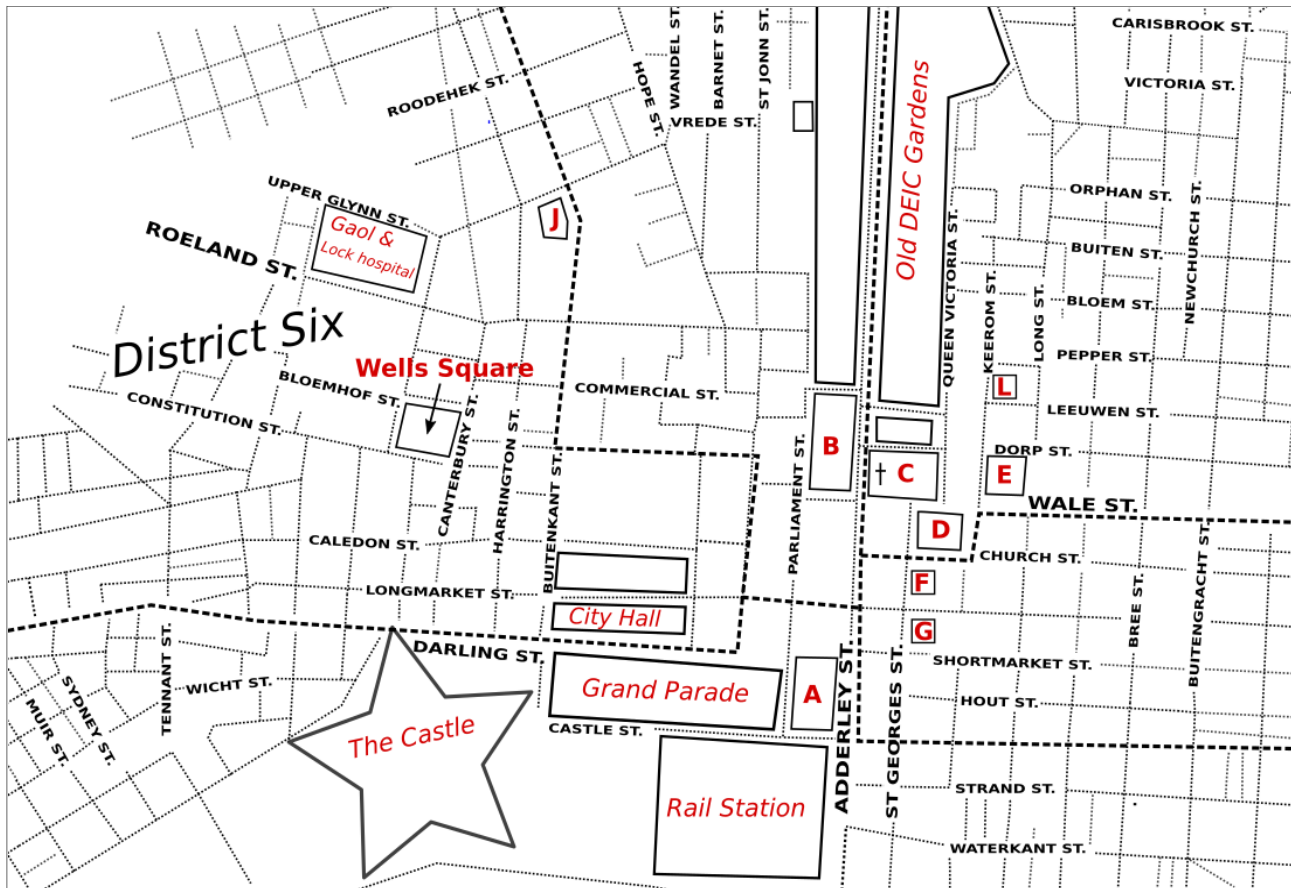 CARISBROOK ST.
WANDEL ST.
BARNET ST.
ST JONN ST.
HOPE ST.
ROODEHEK ST.
VICTORIA ST.
VREDE ST.
Old DEIC Gardens
UPPER GLYNN ST.
ORPHAN ST.
NEWCHURCH ST.
J
Gaol &
Lock hospital
ROELAND ST.
QUEEN VICTORIA ST.
BUITEN ST.
KEEROM ST.
LONG ST.
BLOEM ST.
District Six
PEPPER ST.
Wells Square
BLOEMHOF ST.
COMMERCIAL ST.
L
CONSTITUTION ST.
LEEUWEN ST.
CANTERBURY ST.
HARRINGTON ST.
BUITENKANT ST.
PARLIAMENT ST.
B
† C
DORP ST.
E
WALE ST.
D
CALEDON ST.
CHURCH ST.
BUITENGRACHT ST.
BREE ST.
LONGMARKET ST.
F
City Hall
G
TENNANT ST.
DARLING ST.
ADDERLEY ST.
ST GEORGES ST.
SHORTMARKET ST.
WICHT ST.
SYDNEY ST.
MUIR ST.
Grand Parade
A
HOUT ST.
The Castle
CASTLE ST.
STRAND ST.
Rail Station
WATERKANT ST.